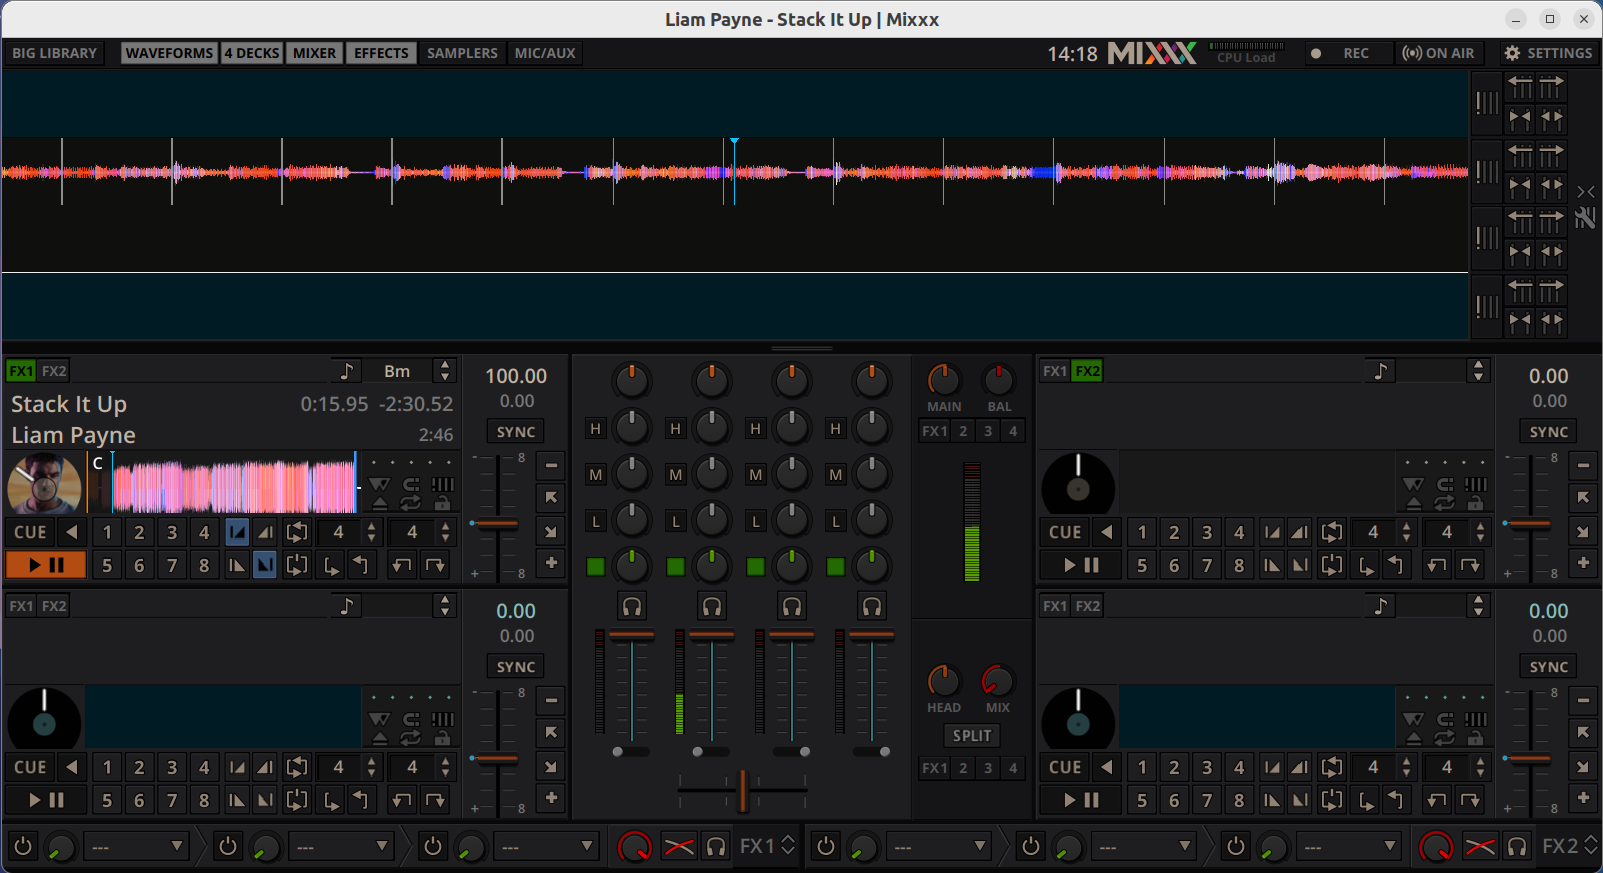 Liam Payne - Stack It Up | Mixxx
BIG LIBRARY WAVEFORMS 4 DECKS MIXER EFFECTS SAMPLERS MIC/AUX 14:18 MIXXX CPU Load REC ON AIR SETTINGS
FX1 FX2 Bm 100.00
Stack It Up 0:15.95 -2:30.52 0.00
Liam Payne 2:46 SYNC
C - 8
CUE 1 2 3 4 4 4
5 6 7 8 + 8
FX1 FX2 0.00
0.00
SYNC
- 8
CUE 1 2 3 4 4 4
5 6 7 8 + 8
H H H H
M M M M
L L L L
MAIN BAL
FX1 2 3 4
HEAD MIX
SPLIT
FX1 2 3 4
FX1 FX2 0.00
0.00
SYNC
- 8
CUE 1 2 3 4 4 4
5 6 7 8 + 8
FX1 FX2 0.00
0.00
SYNC
- 8
CUE 1 2 3 4 4 4
5 6 7 8 + 8
--- --- --- FX1 --- --- --- FX2